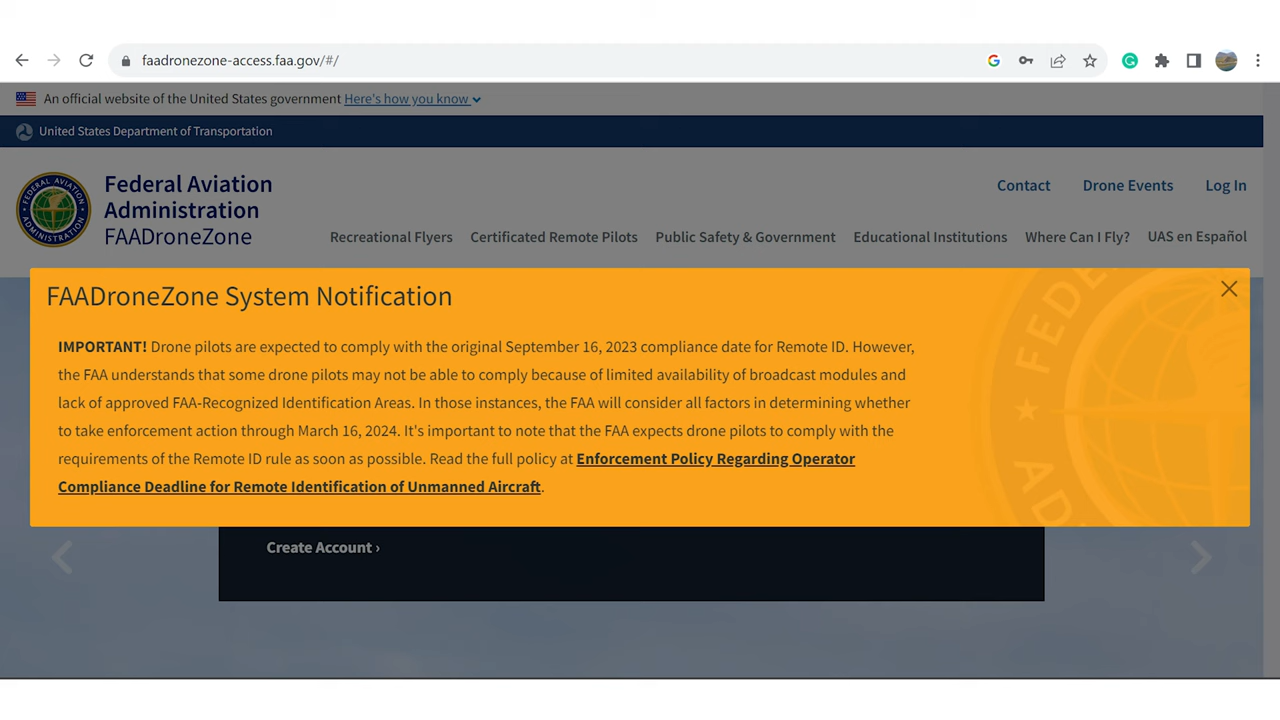 faadronezone-access.faa.gov/#/
An official website of the United States government Here's how you know
United States Department of Transportation
Federal Aviation
Administration
FAADroneZone
Contact Drone Events Log In
Recreational Flyers Certificated Remote Pilots Public Safety & Government Educational Institutions Where Can I Fly? UAS en Español
FEDERAL AVIATION ADMINISTRATION
FAADroneZone System Notification
IMPORTANT! Drone pilots are expected to comply with the original September 16, 2023 compliance date for Remote ID. However,
the FAA understands that some drone pilots may not be able to comply because of limited availability of broadcast modules and
lack of approved FAA-Recognized Identification Areas. In those instances, the FAA will consider all factors in determining whether
to take enforcement action through March 16, 2024. It's important to note that the FAA expects drone pilots to comply with the
requirements of the Remote ID rule as soon as possible. Read the full policy at Enforcement Policy Regarding Operator
Compliance Deadline for Remote Identification of Unmanned Aircraft.
FEDE
AD
Create Account ›